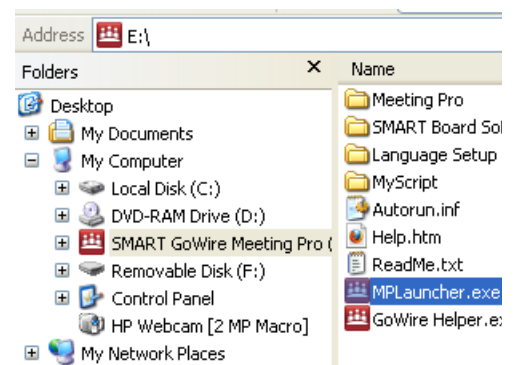 Address E:\
Folders
Desktop
My Documents
My Computer
Local Disk (C:)
DVD-RAM Drive (D:)
SMART GoWire Meeting Pro (
Removable Disk (F:)
Control Panel
HP Webcam [2 MP Macro]
My Network Places
Name
Meeting Pro
SMART Board Sol
Language Setup
MyScript
Autorun.inf
Help.htm
ReadMe.txt
MPLauncher.exe
GoWire Helper.ex